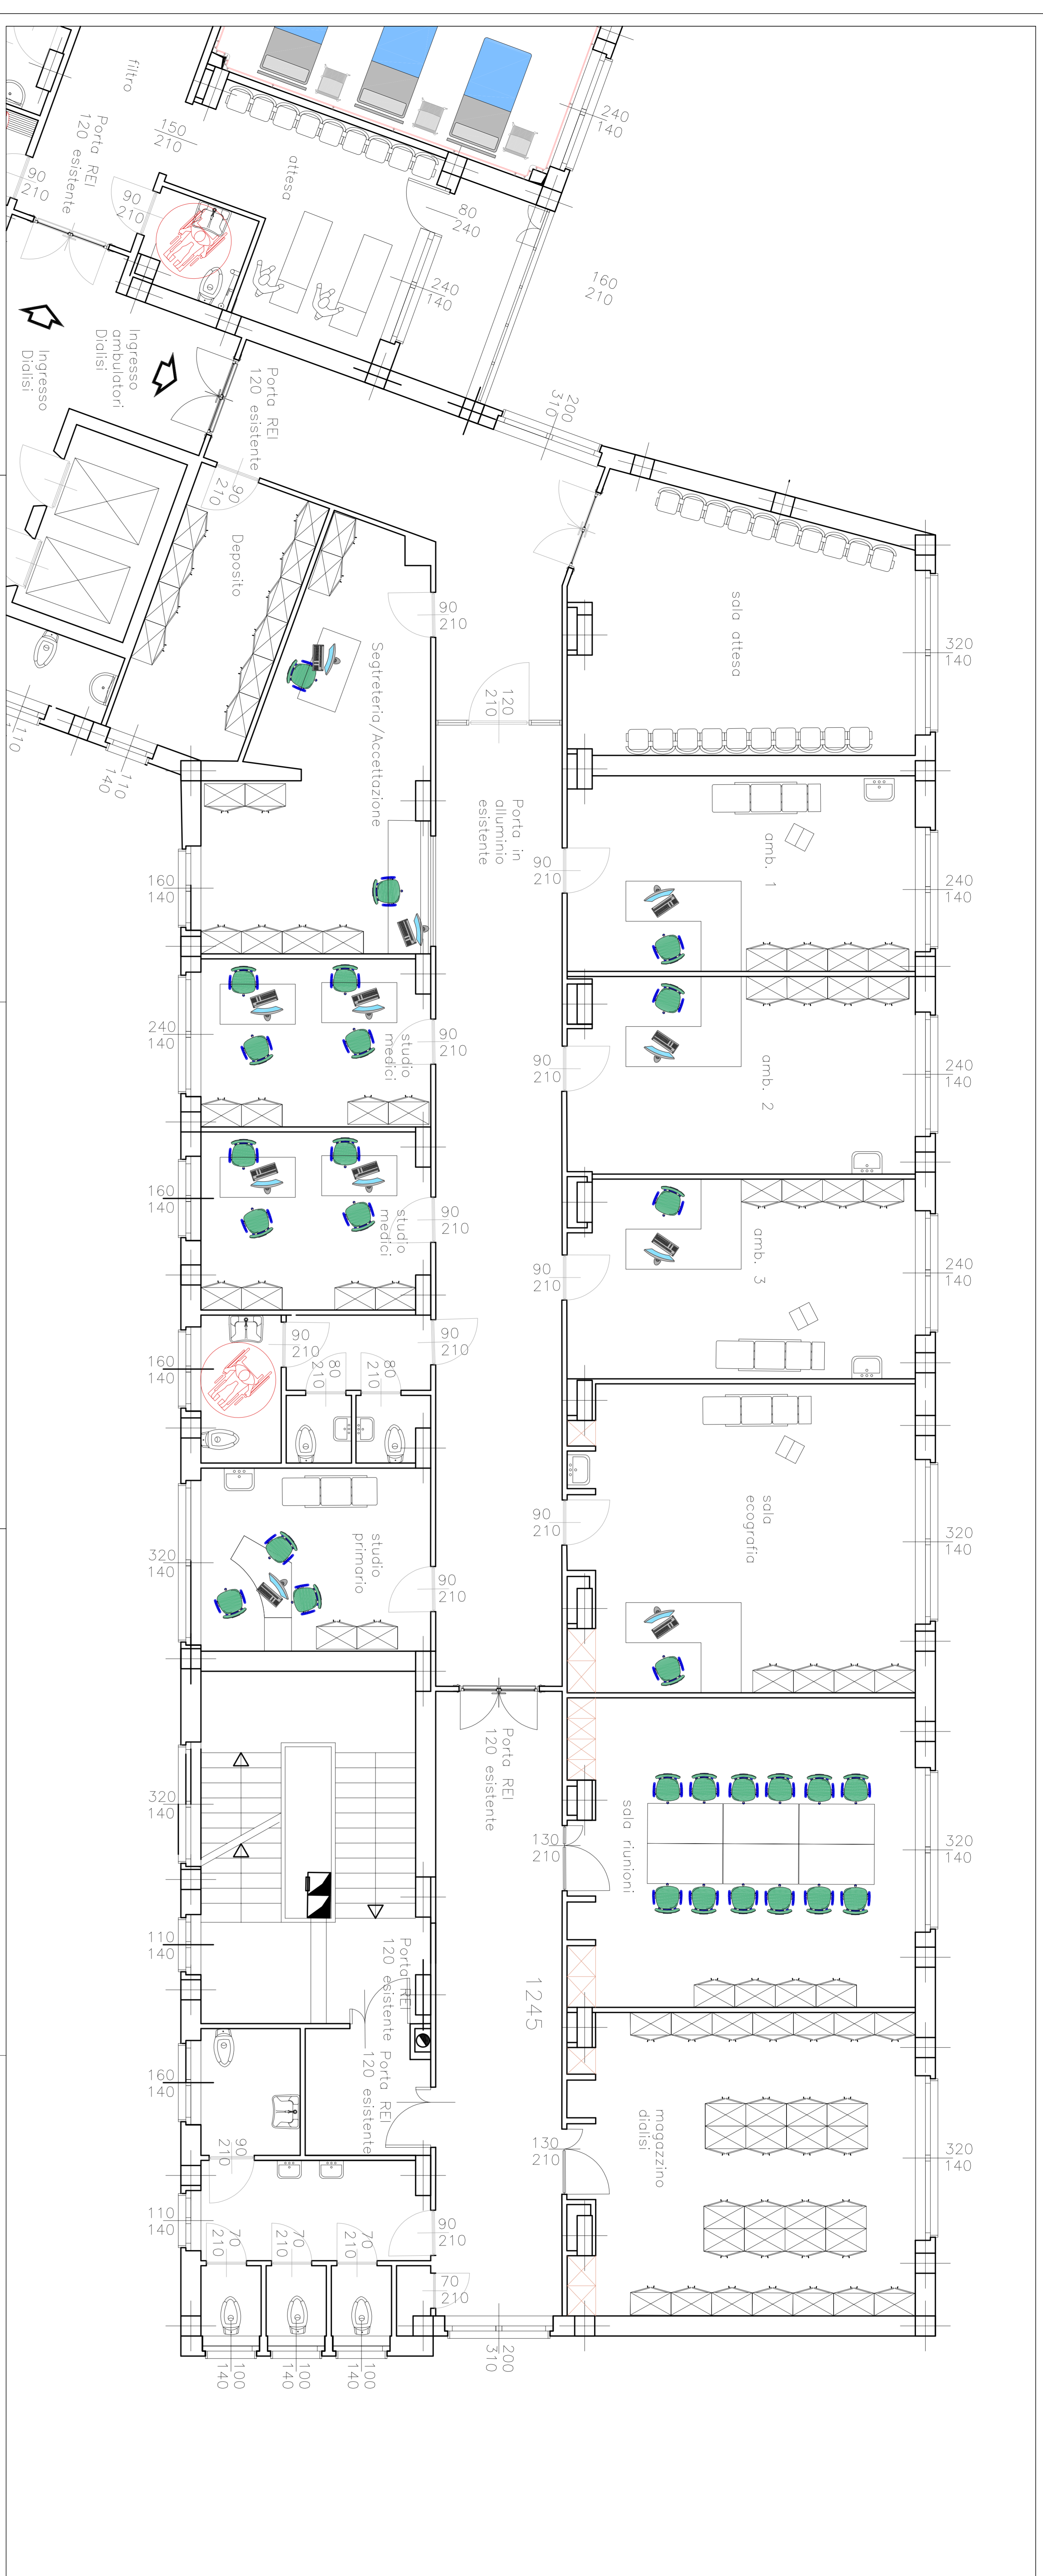 filtro
Porta REI
120 esistente
150
210
90
210
90
210
attesa
80
240
240
140
240
140
160
210
Ingresso
ambulatori
Dialisi
Ingresso
Dialisi
Porta REI
120 esistente
200
310
90
210
Deposito
110
110
140
Segtreteria/Accettazione
90
210
120
210
Porta in
alluminio
esistente
sala attesa
320
140
amb. 1
90
210
240
140
160
140
240
140
studio
medici
90
210
amb. 2
90
210
240
140
160
140
studio
medici
90
210
amb. 3
90
210
240
140
160
140
90
210
90
210
80
210
80
210
sala
ecografia
90
210
320
140
320
140
studio
primario
90
210
Porta REI
120 esistente
sala riunioni
130
210
320
140
320
140
110
140
Porta REI
120 esistente
Porta REI
120 esistente
1245
160
140
90
210
magazzino
dialisi
130
210
320
140
110
140
70
210
70
210
70
210
90
210
70
210
100
140
100
140
100
140
200
310